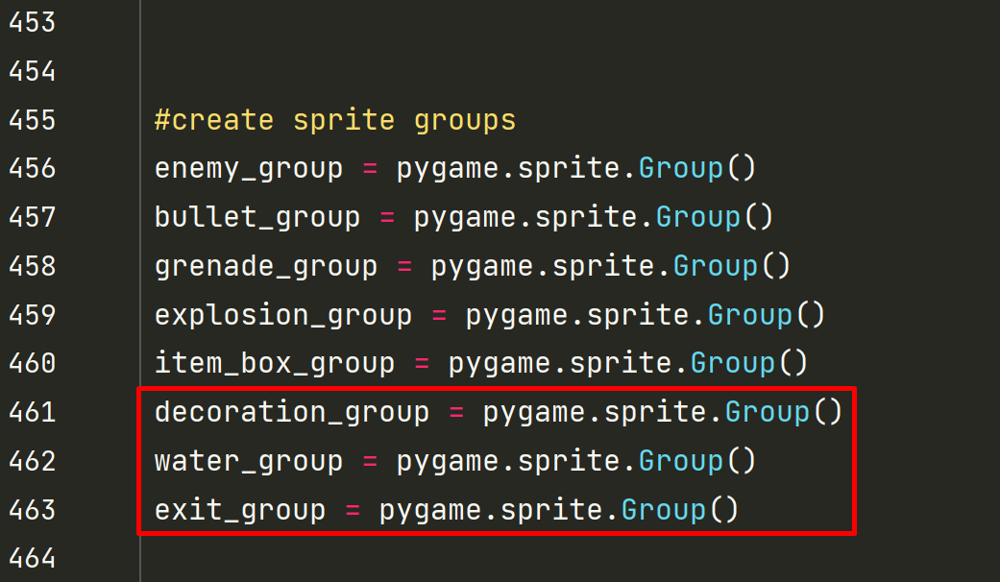 453
454
455 #create sprite groups
456 enemy_group = pygame.sprite.Group()
457 bullet_group = pygame.sprite.Group()
458 grenade_group = pygame.sprite.Group()
459 explosion_group = pygame.sprite.Group()
460 item_box_group = pygame.sprite.Group()
461 decoration_group = pygame.sprite.Group()
462 water_group = pygame.sprite.Group()
463 exit_group = pygame.sprite.Group()
464